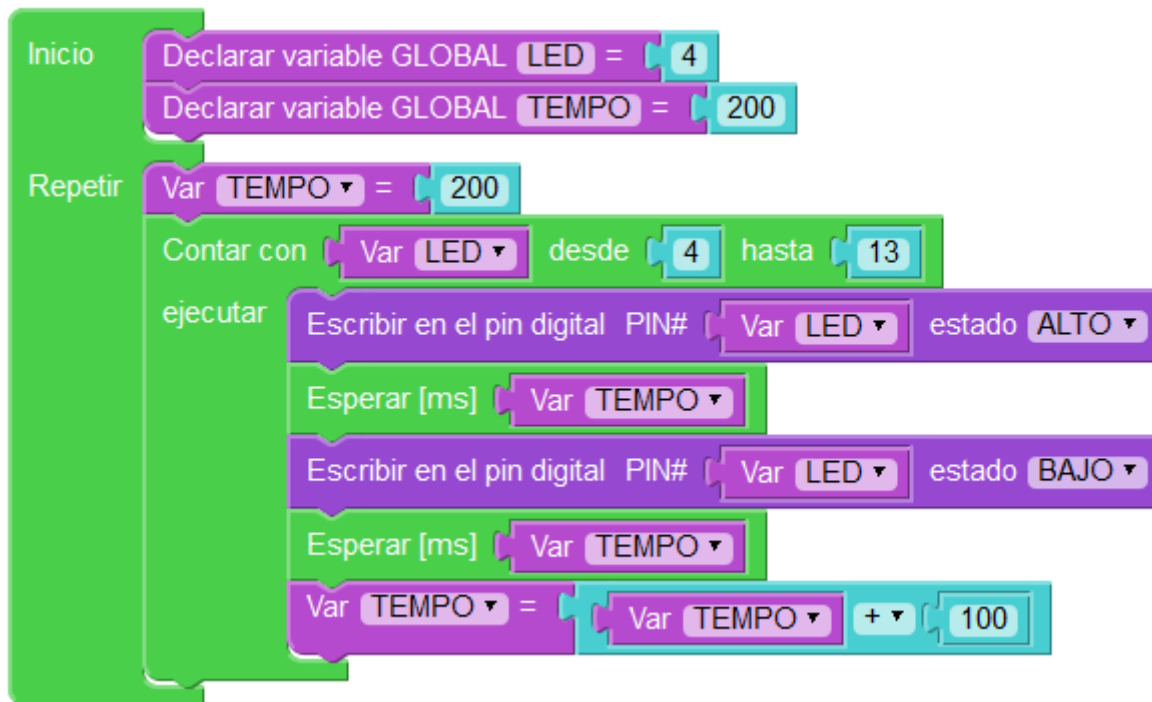 Inicio Declarar variable GLOBAL LED = 4
Declarar variable GLOBAL TEMPO = 200
Repetir Var TEMPO = 200
Contar con Var LED desde 4 hasta 13
ejecutar Escribir en el pin digital PIN# Var LED estado ALTO
Esperar [ms] Var TEMPO
Escribir en el pin digital PIN# Var LED estado BAJO
Esperar [ms] Var TEMPO
Var TEMPO = Var TEMPO + 100